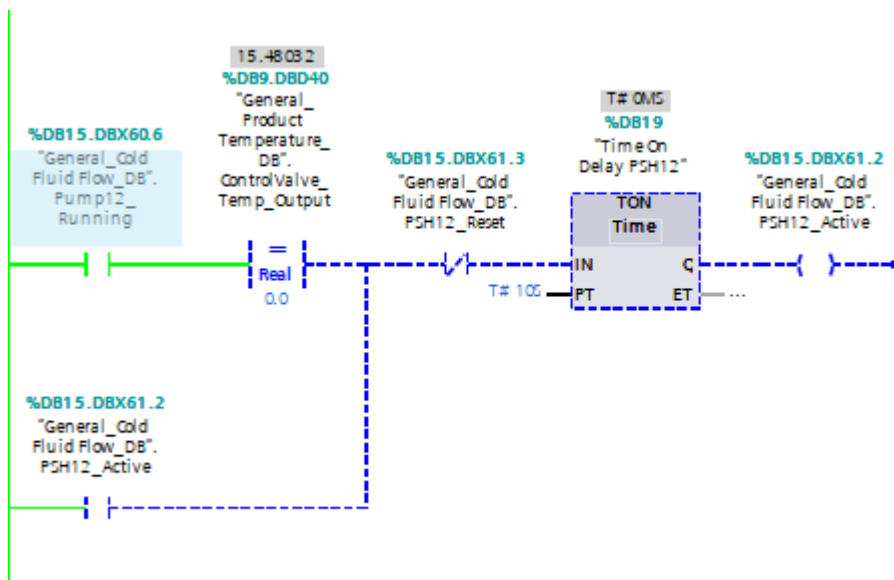 15.48032
%DB9.DBD40
"General_
Product
Temperature_
DB".
ControlValve_
Temp_Output
%DB15.DBX60.6
"General_Cold
Fluid Flow_DB".
Pump12_
Running
=
Real
0.0
%DB15.DBX61.3
"General_Cold
Fluid Flow_DB".
PSH12_Reset
T# 0MS
%DB19
"Time On
Delay PSH12"
TON
Time
IN
Q
T# 10S
PT
ET
...
%DB15.DBX61.2
"General_Cold
Fluid Flow_DB".
PSH12_Active
%DB15.DBX61.2
"General_Cold
Fluid Flow_DB".
PSH12_Active